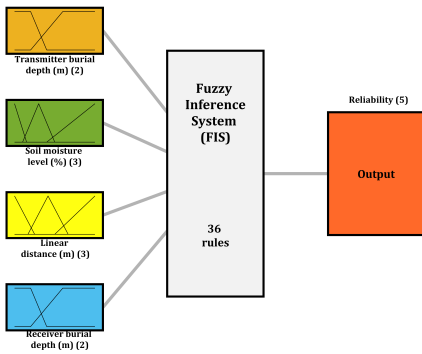 Transmitter burial
depth (m) (2)
Soil moisture
level (%) (3)
Linear
distance (m) (3)
Receiver burial
depth (m) (2)
Fuzzy
Inference
System
(FIS)
36
rules
Reliability (5)
Output